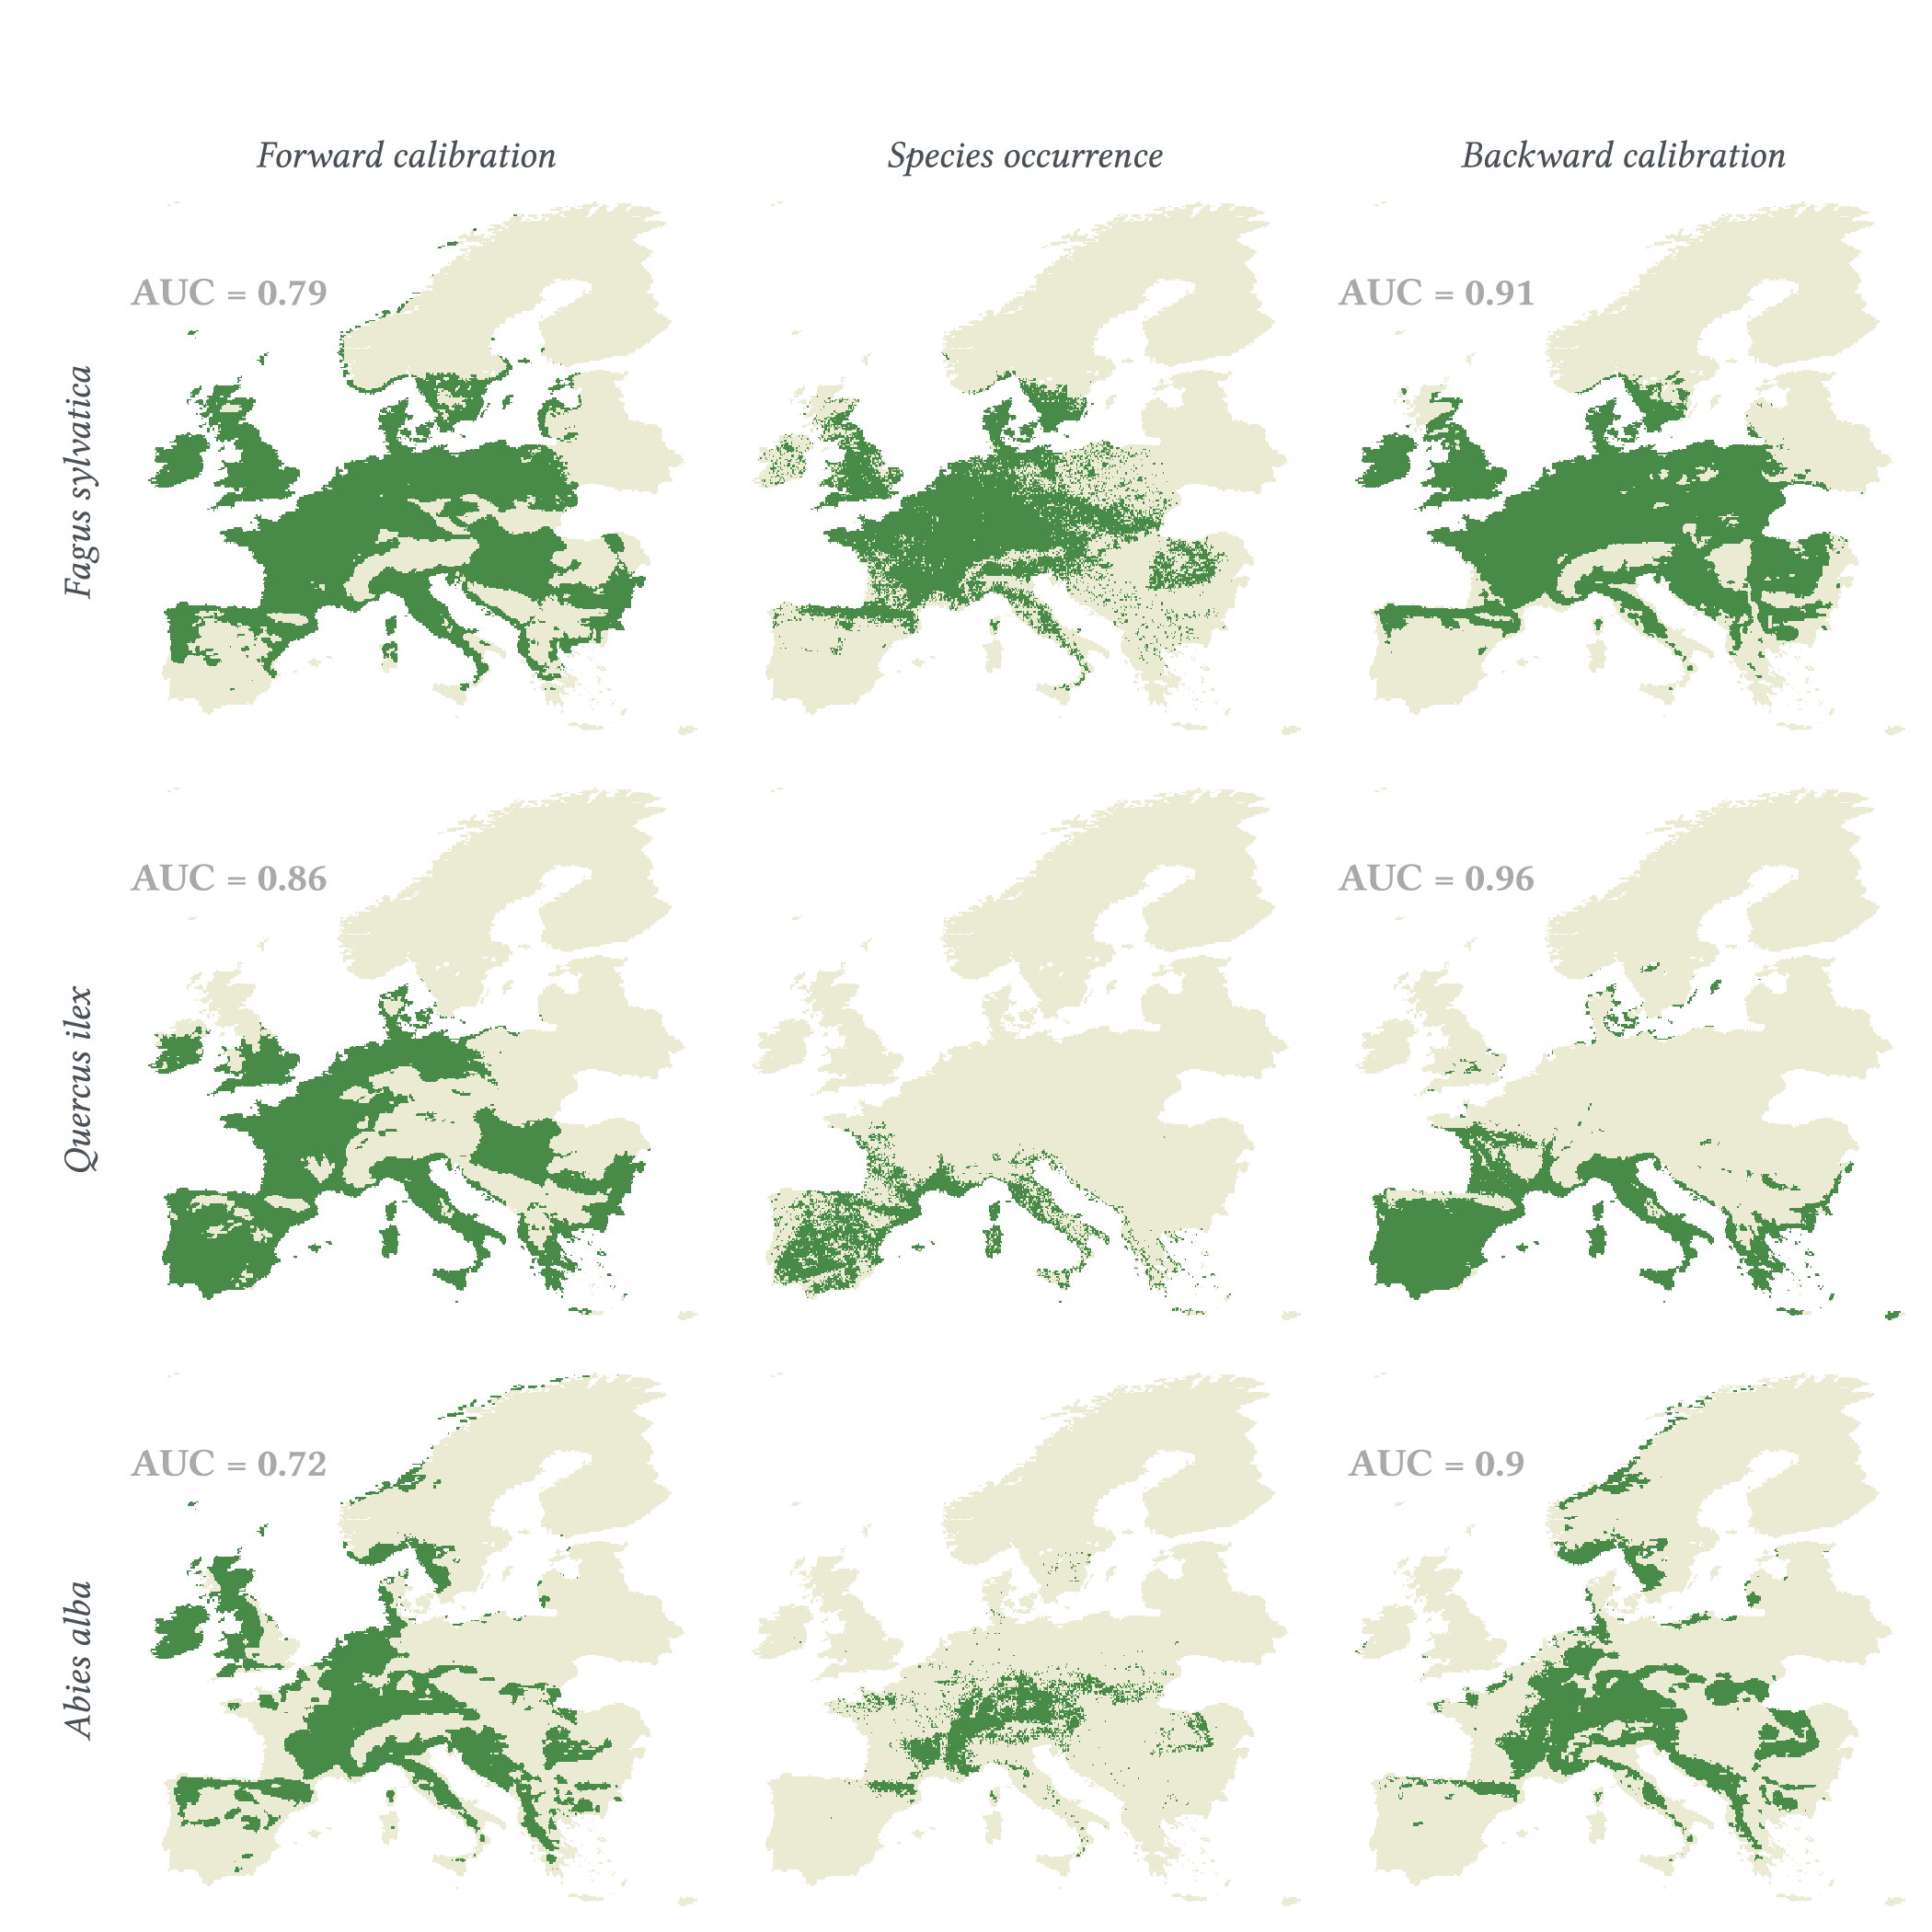 Forward calibration
Species occurrence
Backward calibration
Fagus sylvatica
AUC = 0.79
AUC = 0.91
Quercus ilex
AUC = 0.86
AUC = 0.96
Abies alba
AUC = 0.72
AUC = 0.9